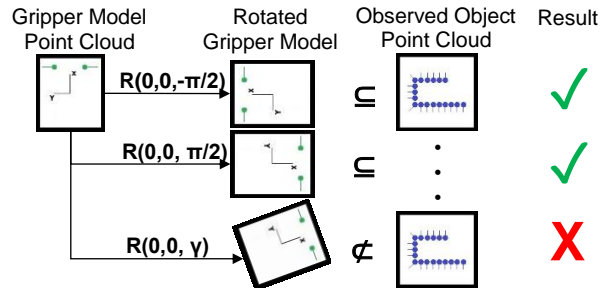 Gripper Model Point Cloud
Rotated Gripper Model
Observed Object Point Cloud
Result
X
Y
R(0,0,-π/2)
X
Y
⊆
R(0,0, π/2)
Y
X
⊆
R(0,0, γ)
Y
X
⊄
X